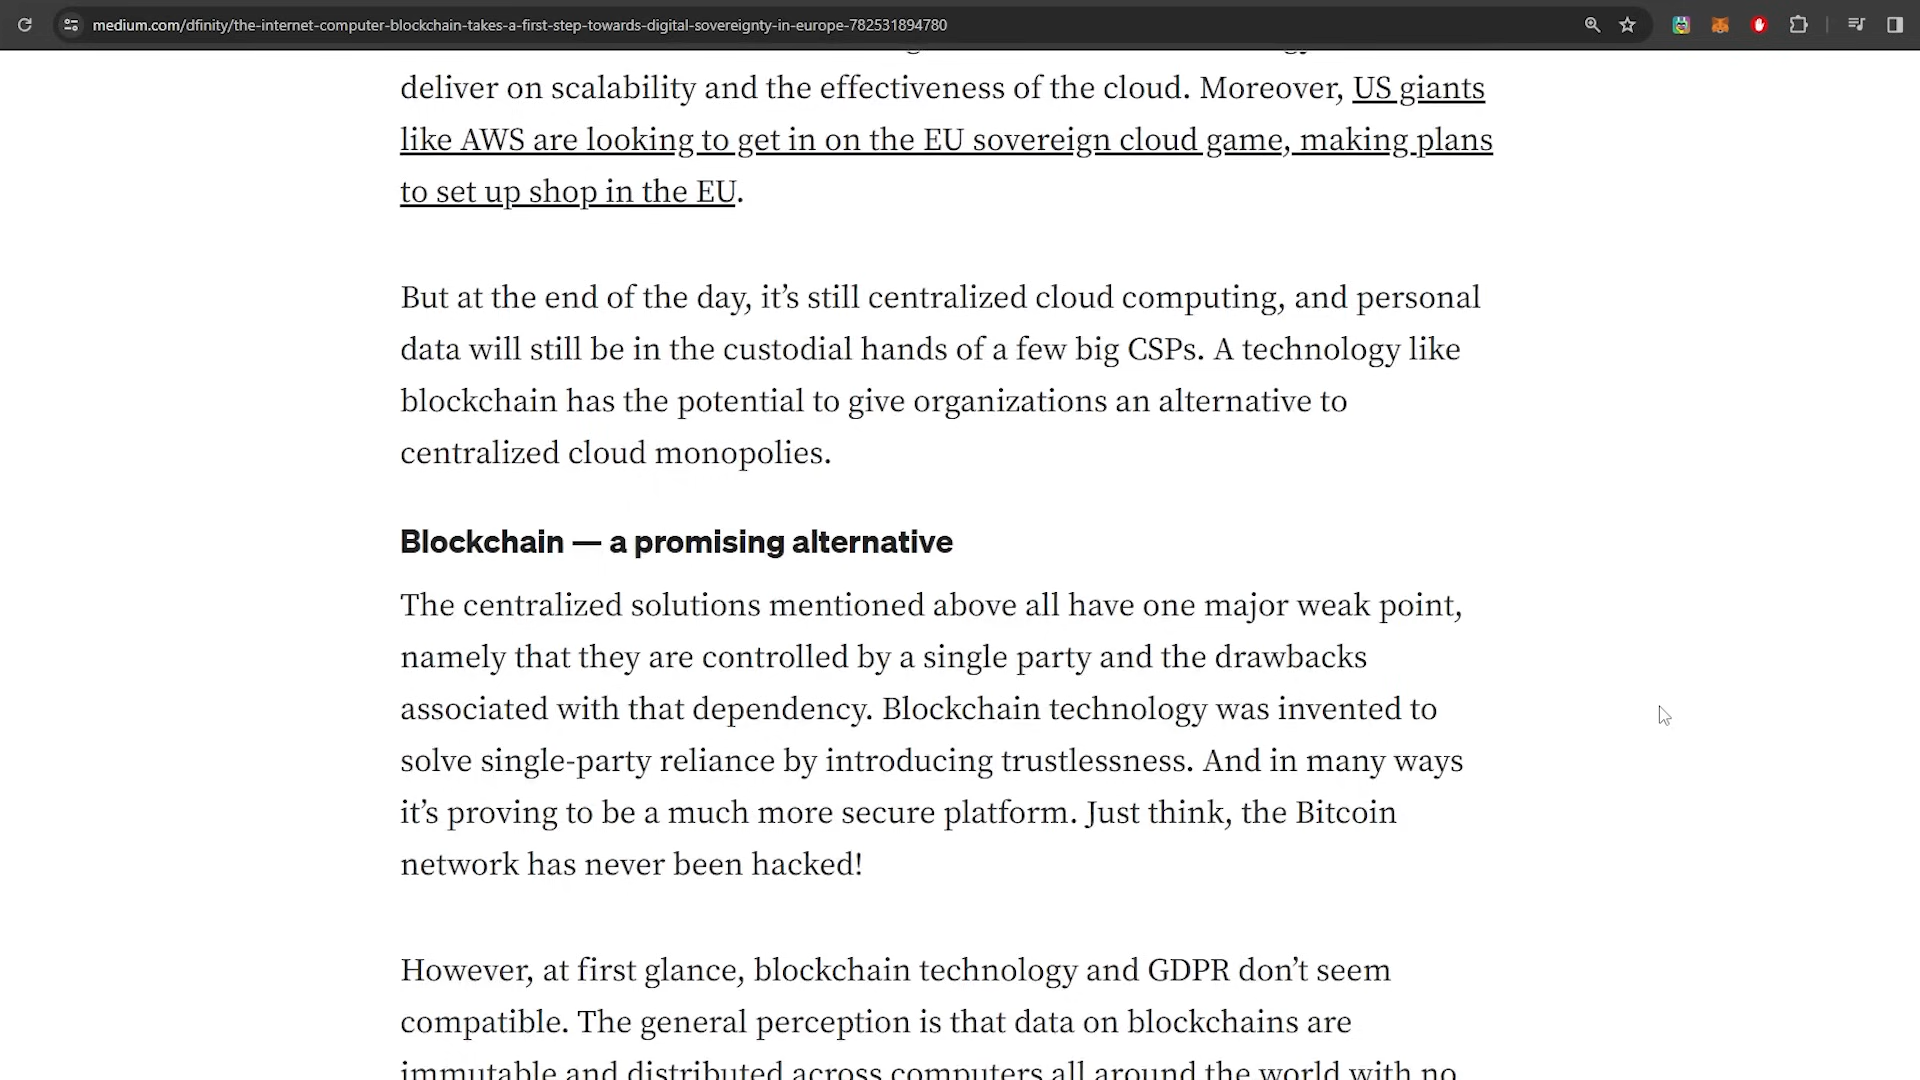 medium.com/dfinity/the-internet-computer-blockchain-takes-a-first-step-towards-digital-sovereignty-in-europe-782531894780
deliver on scalability and the effectiveness of the cloud. Moreover, US giants
like AWS are looking to get in on the EU sovereign cloud game, making plans
to set up shop in the EU.
But at the end of the day, it’s still centralized cloud computing, and personal
data will still be in the custodial hands of a few big CSPs. A technology like
blockchain has the potential to give organizations an alternative to
centralized cloud monopolies.
Blockchain — a promising alternative
The centralized solutions mentioned above all have one major weak point,
namely that they are controlled by a single party and the drawbacks
associated with that dependency. Blockchain technology was invented to
solve single-party reliance by introducing trustlessness. And in many ways
it’s proving to be a much more secure platform. Just think, the Bitcoin
network has never been hacked!
However, at first glance, blockchain technology and GDPR don’t seem
compatible. The general perception is that data on blockchains are
immutable and distributed across computers all around the world with no